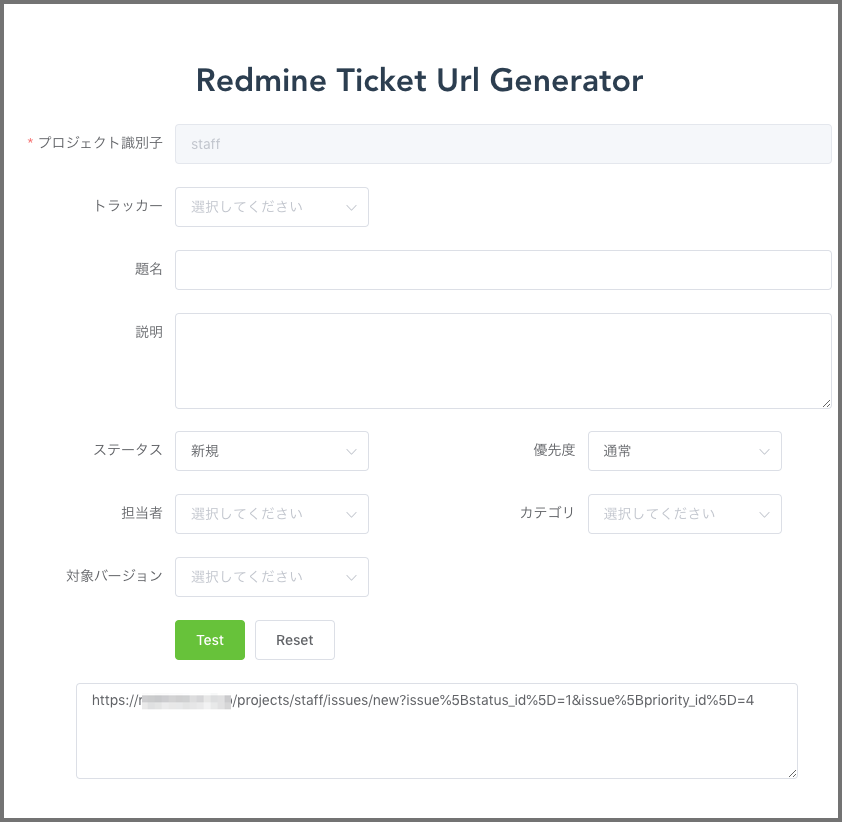 Redmine Ticket Url Generator
* プロジェクト識別子 staff
トラッカー 選択してください
題名
説明
ステータス 新規 優先度 通常
担当者 選択してください カテゴリ 選択してください
対象バージョン 選択してください
Test Reset
https:///projects/staff/issues/new?issue%5Bstatus_id%5D=1&issue%5Bpriority_id%5D=4